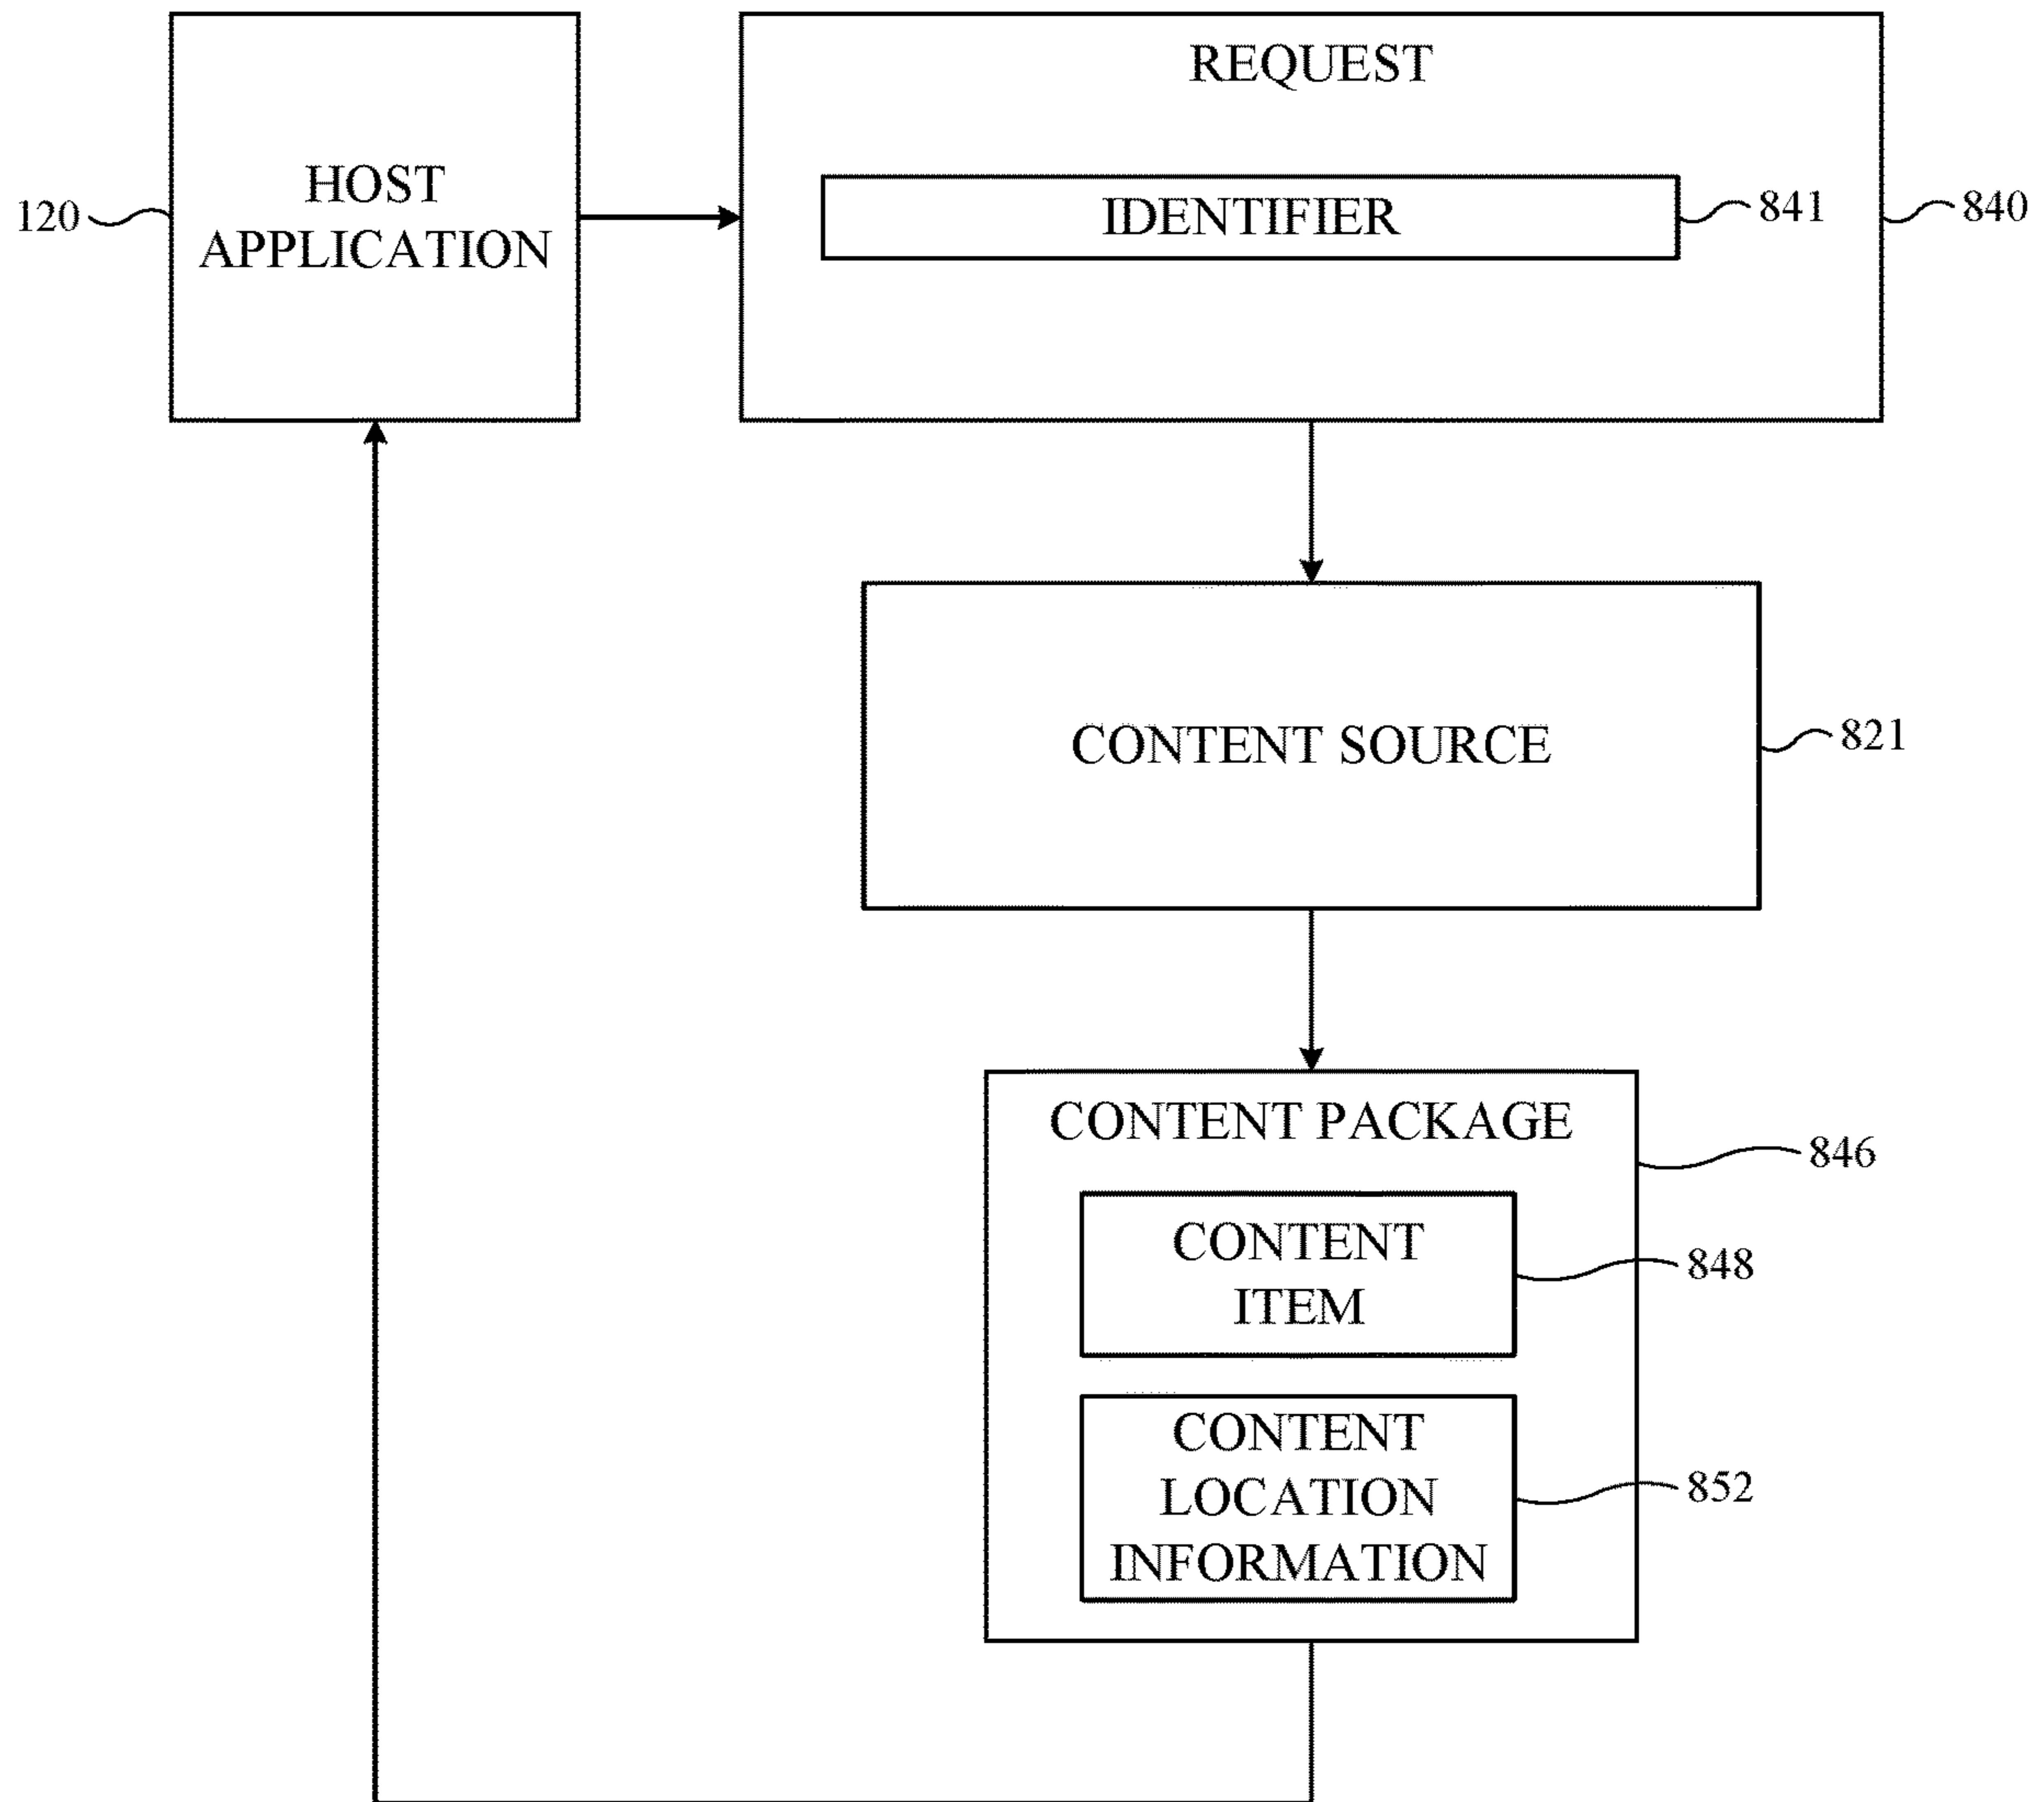 REQUEST
HOST
APPLICATION
120
IDENTIFIER
841
840
CONTENT SOURCE
821
CONTENT PACKAGE
846
CONTENT
ITEM
848
CONTENT
LOCATION
INFORMATION
852